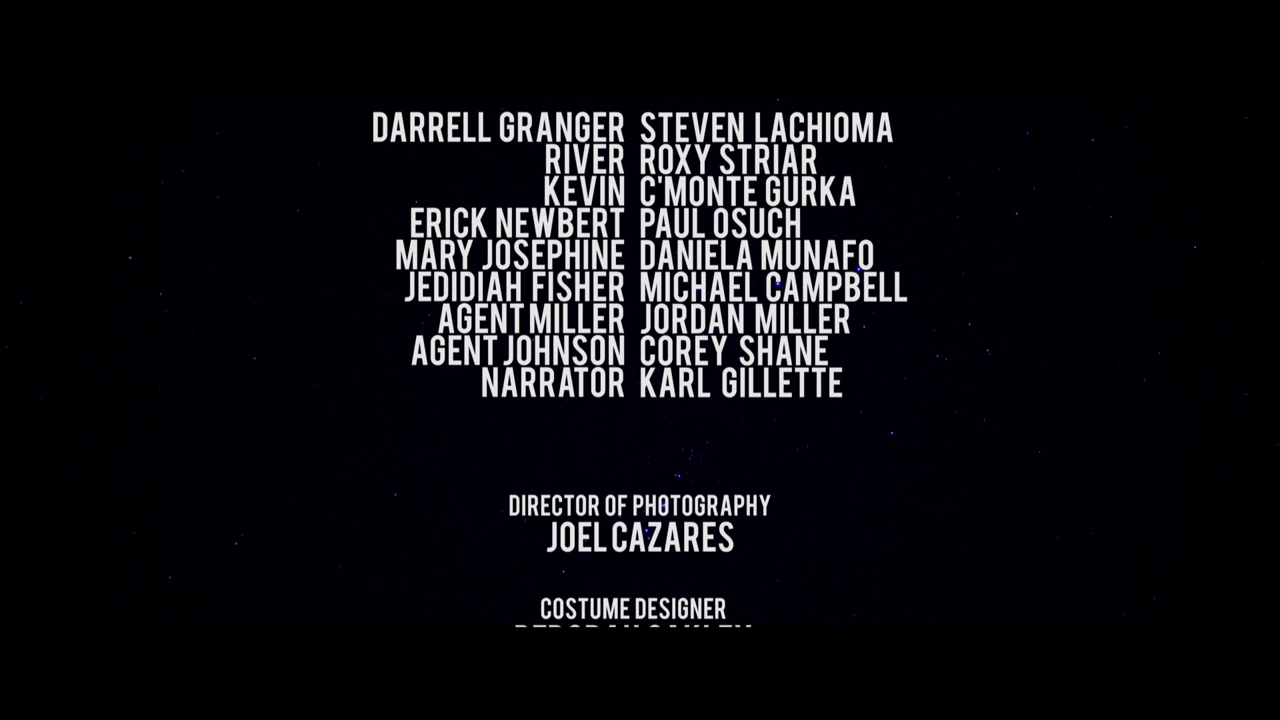 DARRELL GRANGER STEVEN LACHIOMA
RIVER ROXY STRIAR
KEVIN C'MONTE GURKA
ERICK NEWBERT PAUL OSUCH
MARY JOSEPHINE DANIELA MUNAFO
JEDIDIAH FISHER MICHAEL CAMPBELL
AGENT MILLER JORDAN MILLER
AGENT JOHNSON COREY SHANE
NARRATOR KARL GILLETTE
DIRECTOR OF PHOTOGRAPHY
JOEL CAZARES
COSTUME DESIGNER